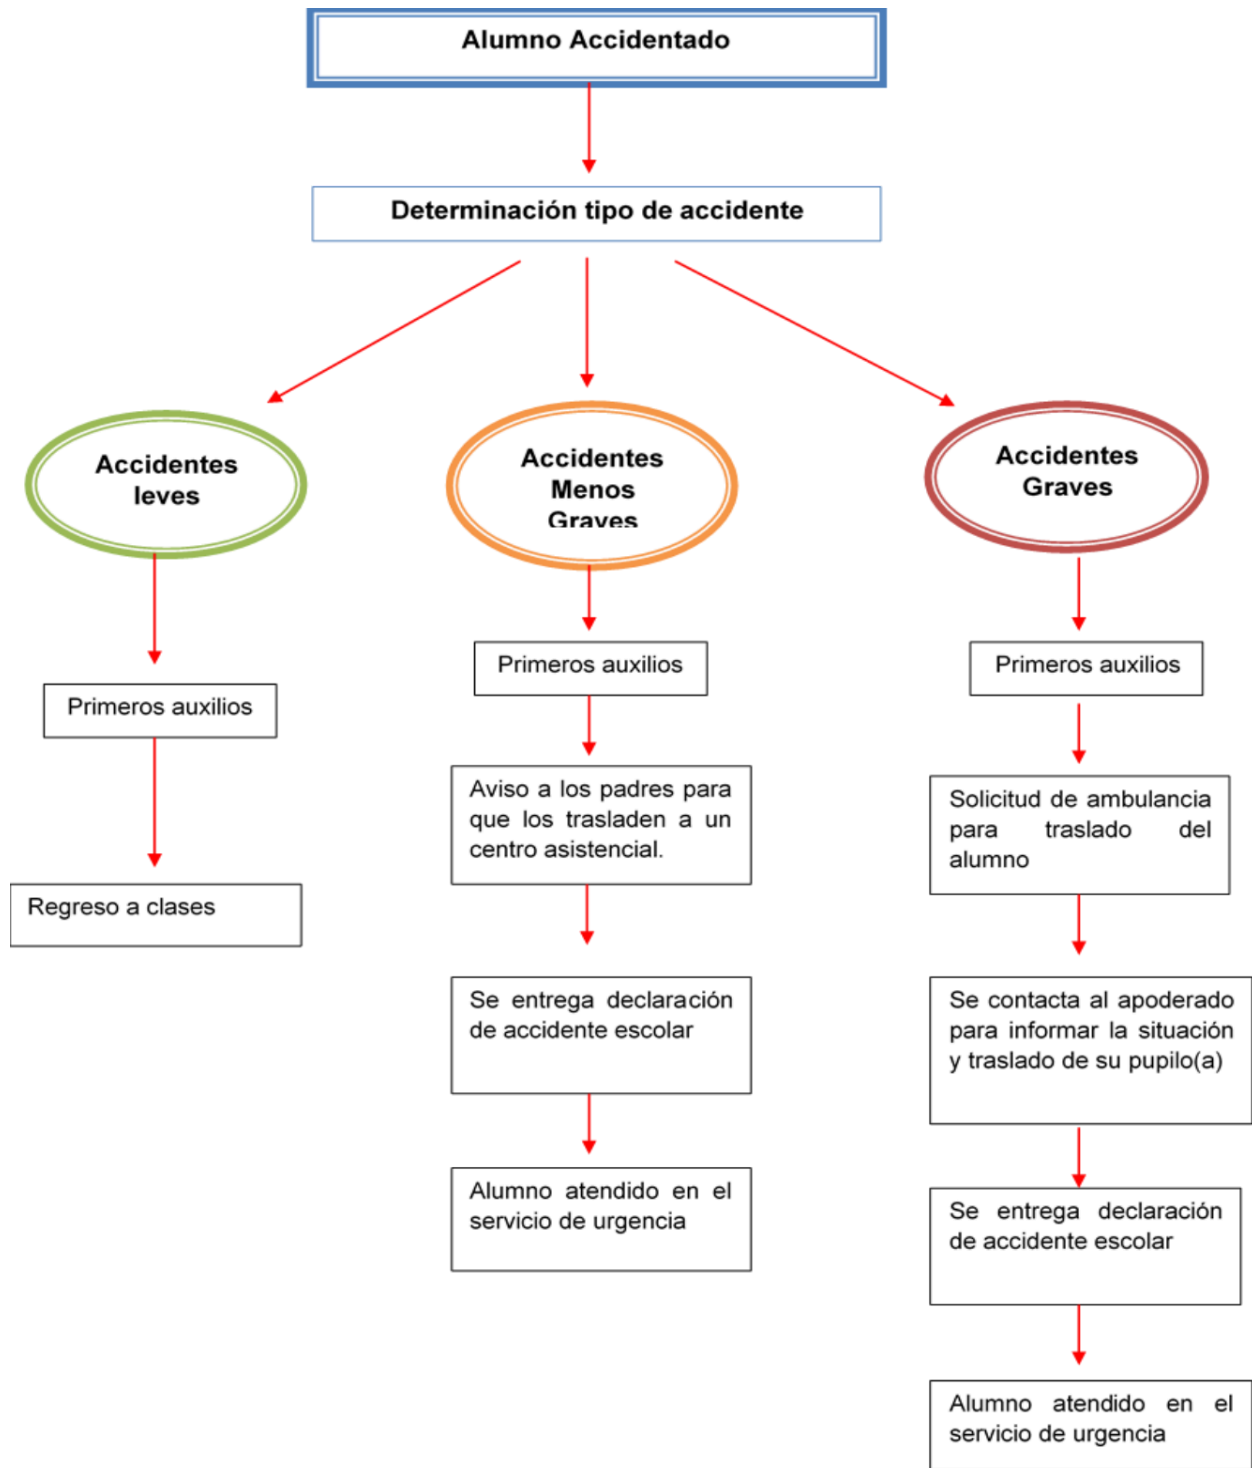 Alumno Accidentado
Determinación tipo de accidente
Accidentes
leves
Primeros auxilios
Regreso a clases
Accidentes
Menos
Graves
Primeros auxilios
Aviso a los padres para
que los trasladen a un
centro asistencial.
Se entrega declaración
de accidente escolar
Alumno atendido en el
servicio de urgencia
Accidentes
Graves
Primeros auxilios
Solicitud de ambulancia
para traslado del
alumno
Se contacta al apoderado
para informar la situación
y traslado de su pupilo(a)
Se entrega declaración
de accidente escolar
Alumno atendido en el
servicio de urgencia